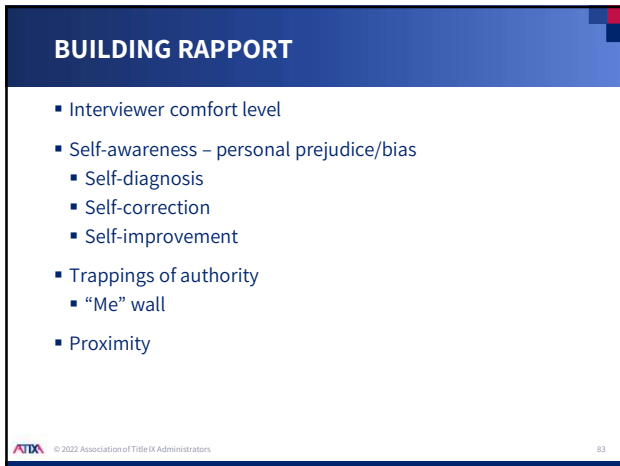 BUILDING RAPPORT
▪ Interviewer comfort level
▪ Self-awareness – personal prejudice/bias
▪ Self-diagnosis
▪ Self-correction
▪ Self-improvement
▪ Trappings of authority
▪ “Me” wall
▪ Proximity
ATIXA © 2022 Association of Title IX Administrators 83